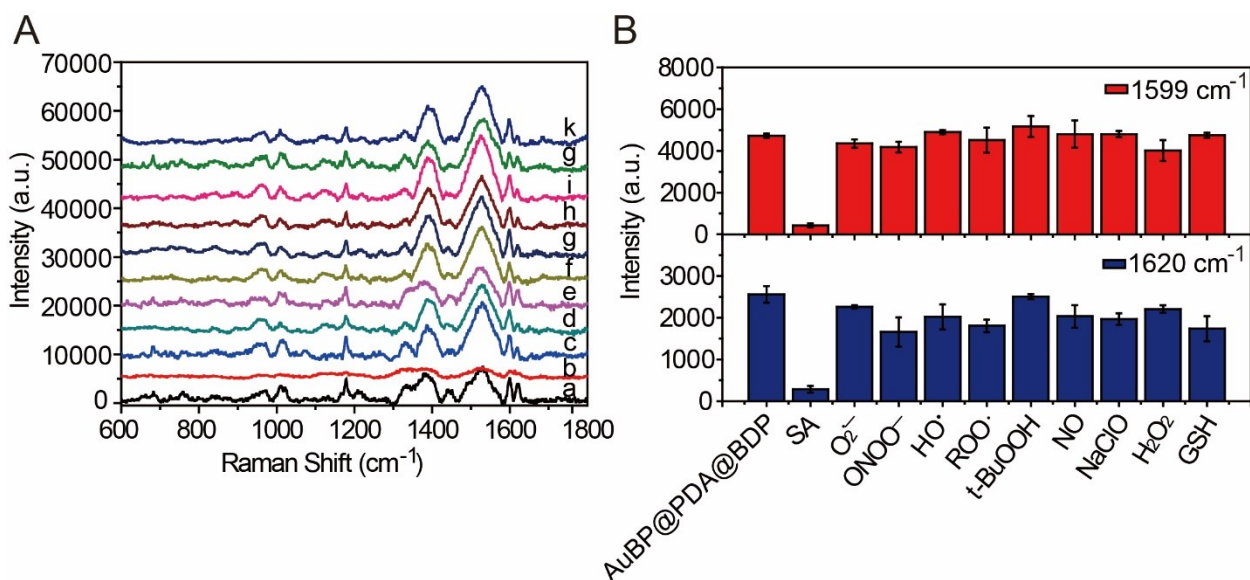 A
70000
60000
50000
40000
30000
20000
10000
0
Intensity (a.u.)
k
g
i
h
g
f
e
d
c
b
a
600 800 1000 1200 1400 1600 1800
Raman Shift (cm⁻¹)
B
8000
6000
4000
2000
0
1599 cm⁻¹
Intensity (a.u.)
3000
2000
1000
0
1620 cm⁻¹
AuBP@PDA@BDP
SA
O₂˙⁻
ONOO⁻
HO˙
ROO˙
t-BuOOH
NO
NaClO
H₂O₂
GSH